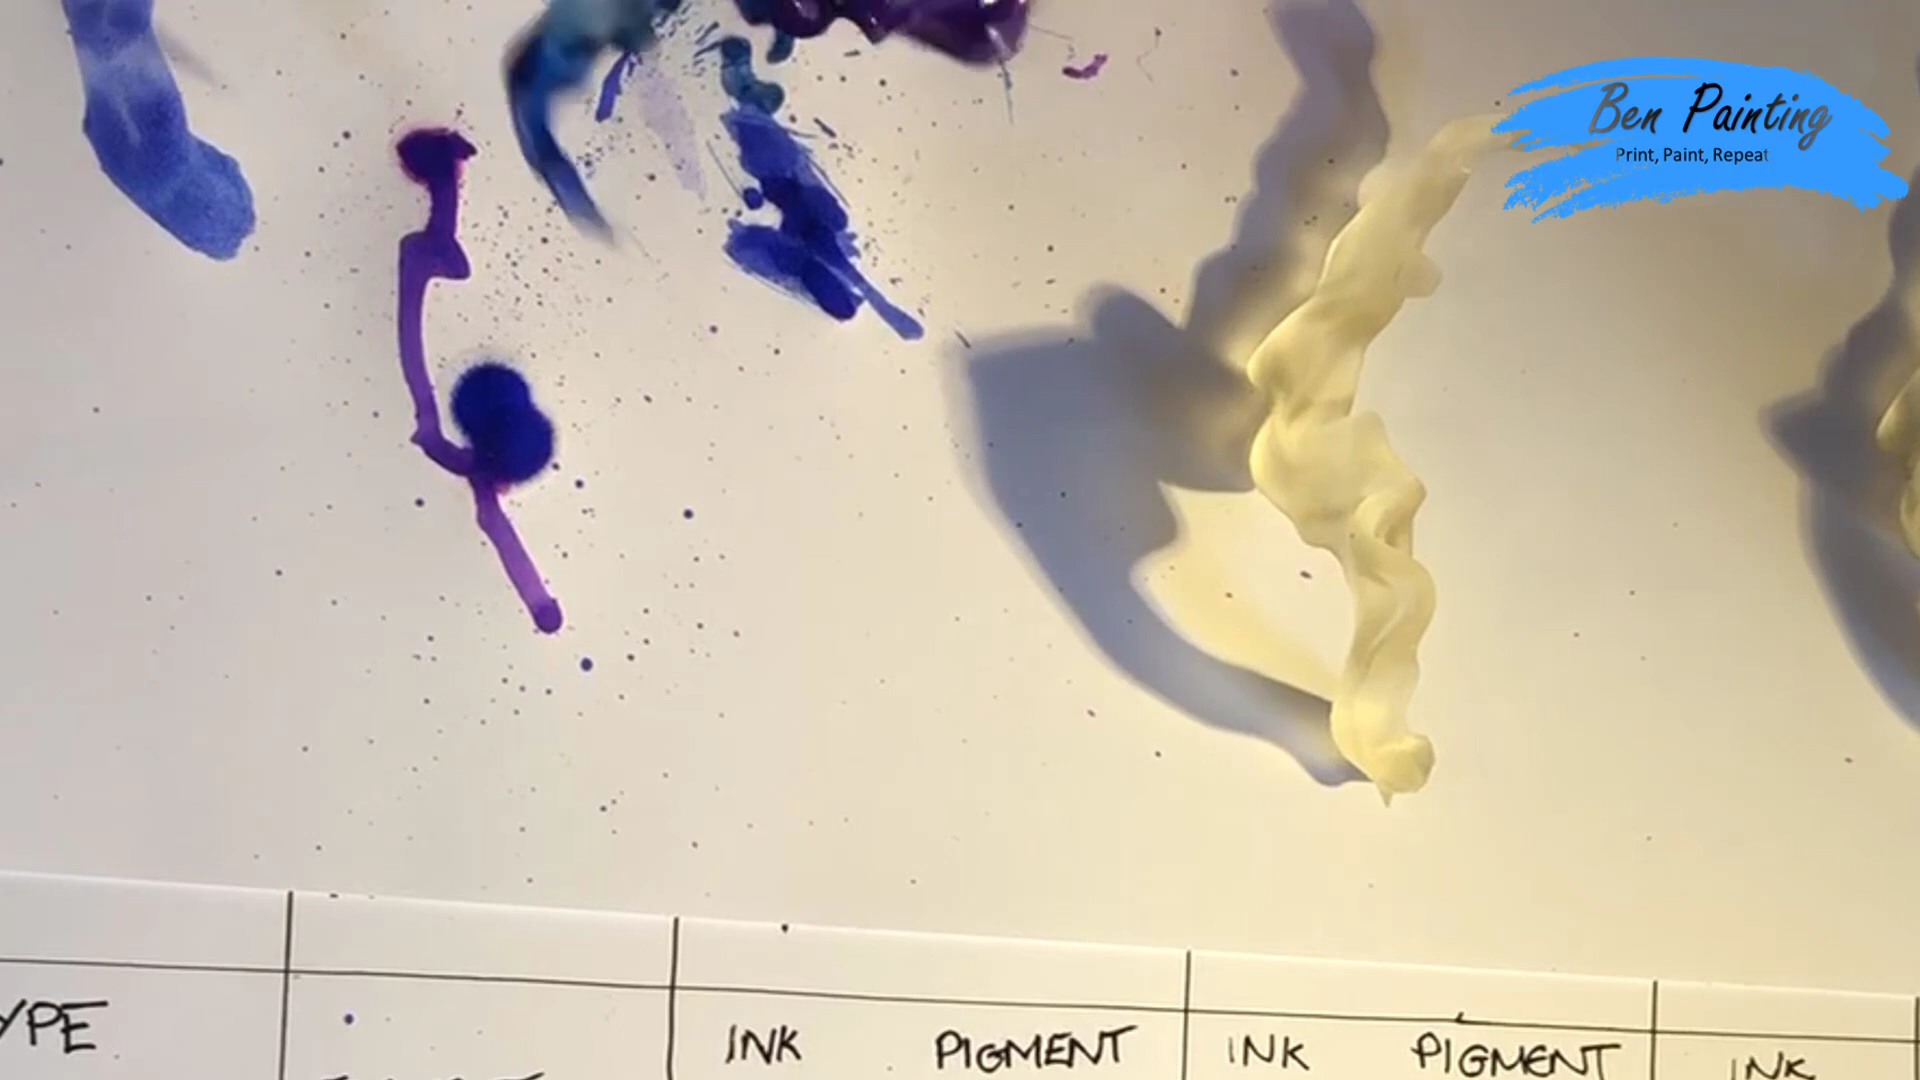 Ben Painting
Print, Paint, Repeat
YPE
INK PIGMENT INK PIGMENT INK